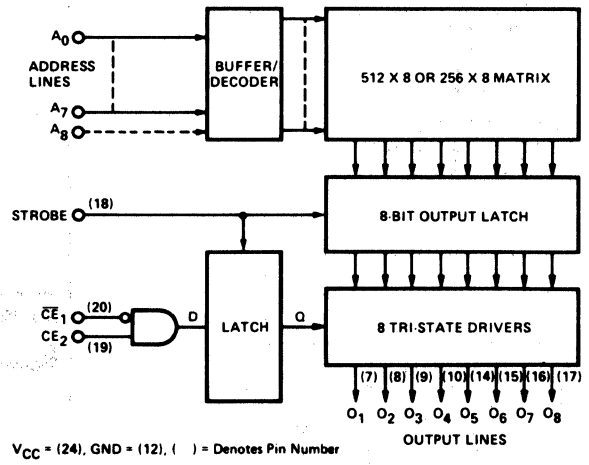 A0
ADDRESS
LINES
A7
A8
BUFFER/
DECODER
512 X 8 OR 256 X 8 MATRIX
STROBE (18)
8-BIT OUTPUT LATCH
CE1 (20)
CE2 (19)
D
LATCH
Q
8 TRI-STATE DRIVERS
(7) (8) (9) (10) (14) (15) (16) (17)
O1 O2 O3 O4 O5 O6 O7 O8
OUTPUT LINES
VCC = (24), GND = (12), ( ) = Denotes Pin Number